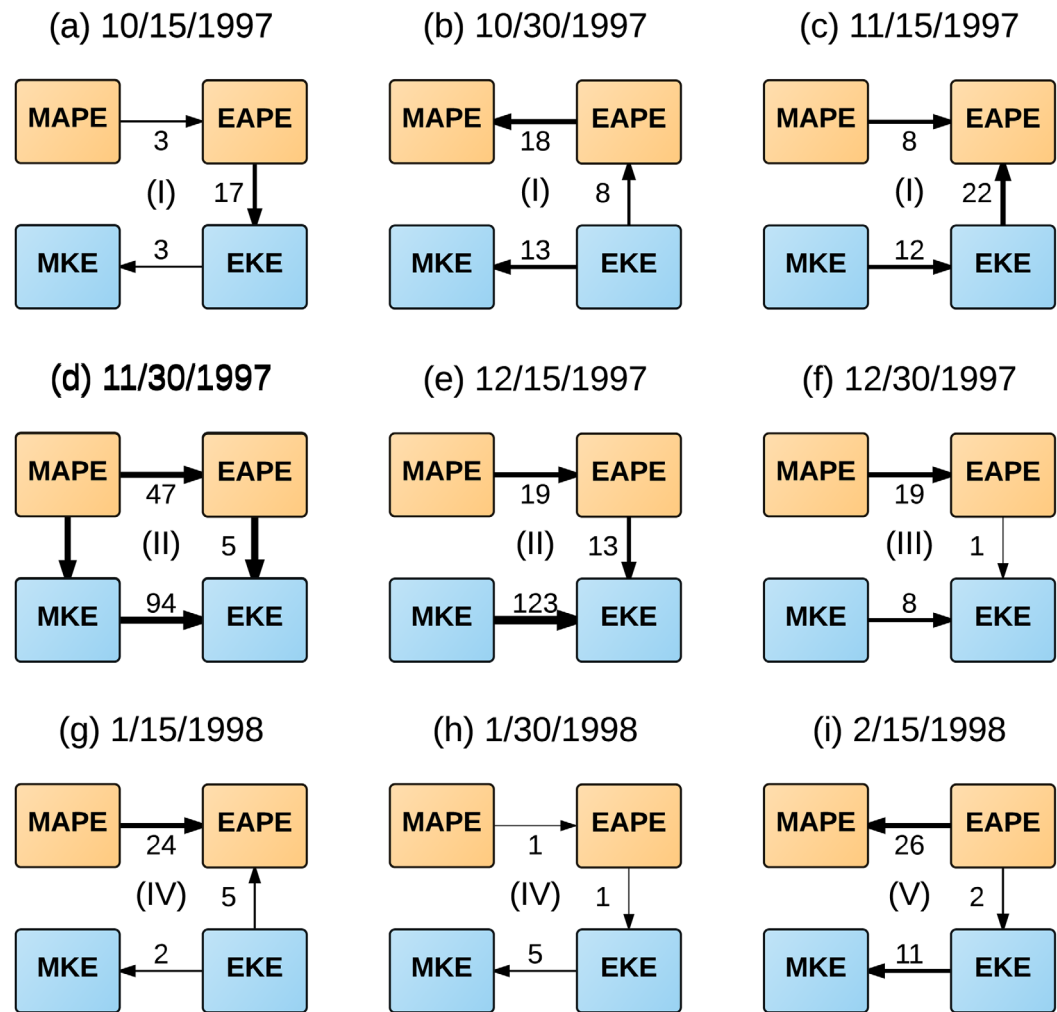 (a) 10/15/1997
(b) 10/30/1997
(c) 11/15/1997
MAPE
3
EAPE
(I)
17
MKE
3
EKE
MAPE
18
EAPE
(I)
8
MKE
13
EKE
MAPE
8
EAPE
(I)
22
MKE
12
EKE
(d) 11/30/1997
(e) 12/15/1997
(f) 12/30/1997
MAPE
47
EAPE
(II)
5
MKE
94
EKE
MAPE
19
EAPE
(II)
13
MKE
123
EKE
MAPE
19
EAPE
(III)
1
MKE
8
EKE
(g) 1/15/1998
(h) 1/30/1998
(i) 2/15/1998
MAPE
24
EAPE
(IV)
5
MKE
2
EKE
MAPE
1
EAPE
(IV)
1
MKE
5
EKE
MAPE
26
EAPE
(V)
2
MKE
11
EKE